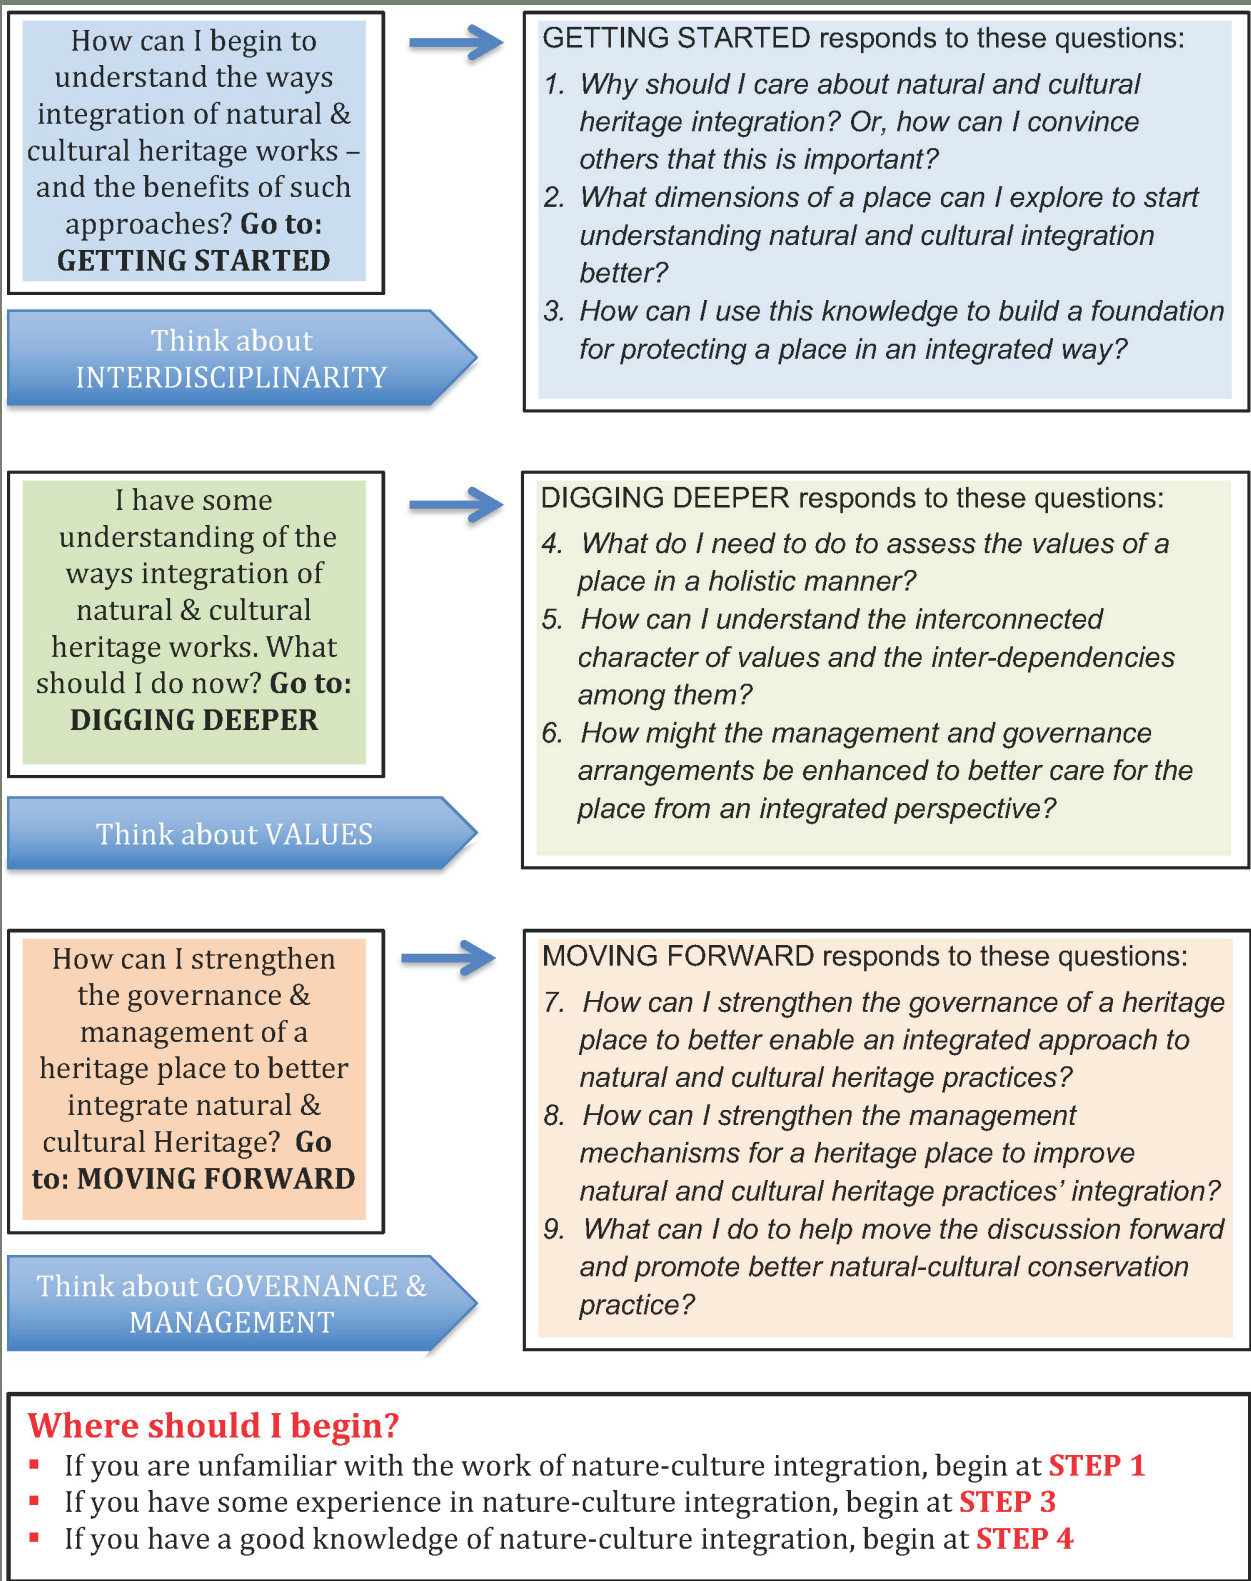 How can I begin to
understand the ways
integration of natural &
cultural heritage works –
and the benefits of such
approaches? Go to:
GETTING STARTED
Think about
INTERDISCIPLINARITY
GETTING STARTED responds to these questions:
1. Why should I care about natural and cultural
heritage integration? Or, how can I convince
others that this is important?
2. What dimensions of a place can I explore to start
understanding natural and cultural integration
better?
3. How can I use this knowledge to build a foundation
for protecting a place in an integrated way?
I have some
understanding of the
ways integration of
natural & cultural
heritage works. What
should I do now? Go to:
DIGGING DEEPER
Think about VALUES
DIGGING DEEPER responds to these questions:
4. What do I need to do to assess the values of a
place in a holistic manner?
5. How can I understand the interconnected
character of values and the inter-dependencies
among them?
6. How might the management and governance
arrangements be enhanced to better care for the
place from an integrated perspective?
How can I strengthen
the governance &
management of a
heritage place to better
integrate natural &
cultural Heritage? Go
to: MOVING FORWARD
Think about GOVERNANCE &
MANAGEMENT
MOVING FORWARD responds to these questions:
7. How can I strengthen the governance of a heritage
place to better enable an integrated approach to
natural and cultural heritage practices?
8. How can I strengthen the management
mechanisms for a heritage place to improve
natural and cultural heritage practices’ integration?
9. What can I do to help move the discussion forward
and promote better natural-cultural conservation
practice?
Where should I begin?
▪ If you are unfamiliar with the work of nature-culture integration, begin at STEP 1
▪ If you have some experience in nature-culture integration, begin at STEP 3
▪ If you have a good knowledge of nature-culture integration, begin at STEP 4